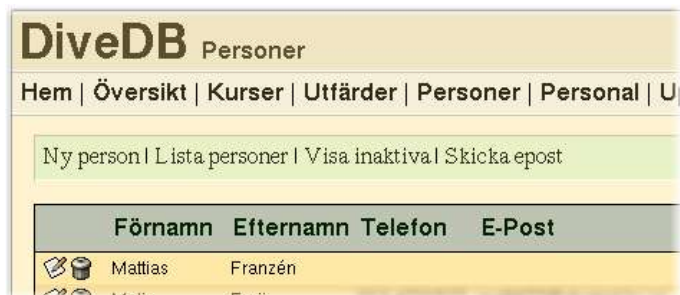 DiveDB Personer
Hem | Översikt | Kurser | Utfärder | Personer | Personal |
Ny person | Lista personer | Visa inaktiva | Skicka epost
Förnamn Efternamn Telefon E-Post
Mattias Franzén